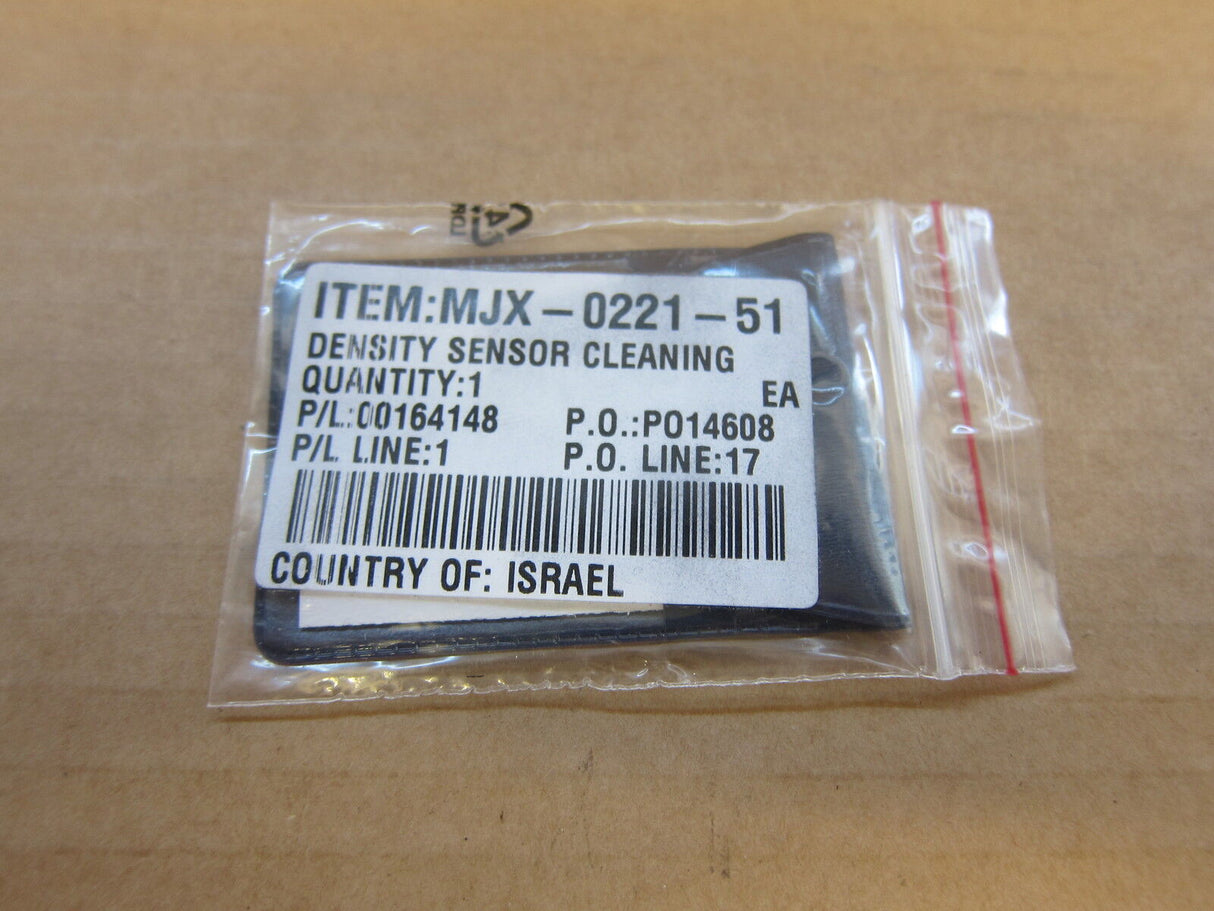 ITEM:MJX-0221-51
DENSITY SENSOR CLEANING
QUANTITY:1 EA
P/L:00164148 P.O.:PO14608
P/L LINE:1 P.O. LINE:17
COUNTRY OF: ISRAEL